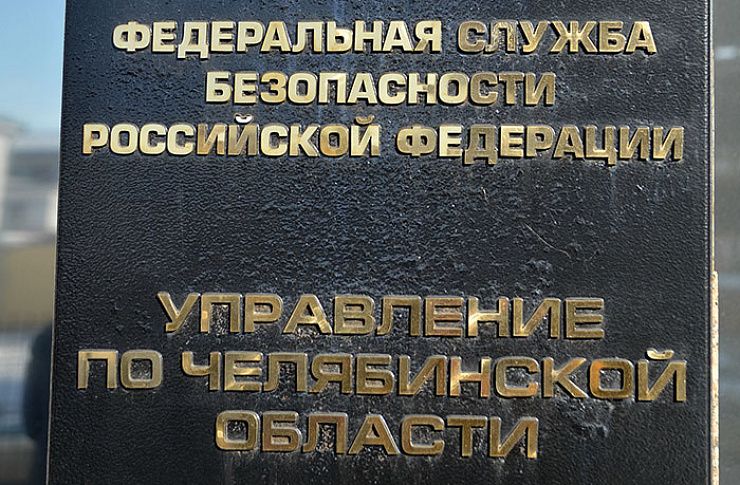 ФЕДЕРАЛЬНАЯ СЛУЖБА
БЕЗОПАСНОСТИ
РОССИЙСКОЙ ФЕДЕРАЦИИ
УПРАВЛЕНИЕ
ПО ЧЕЛЯБИНСКОЙ
ОБЛАСТИ